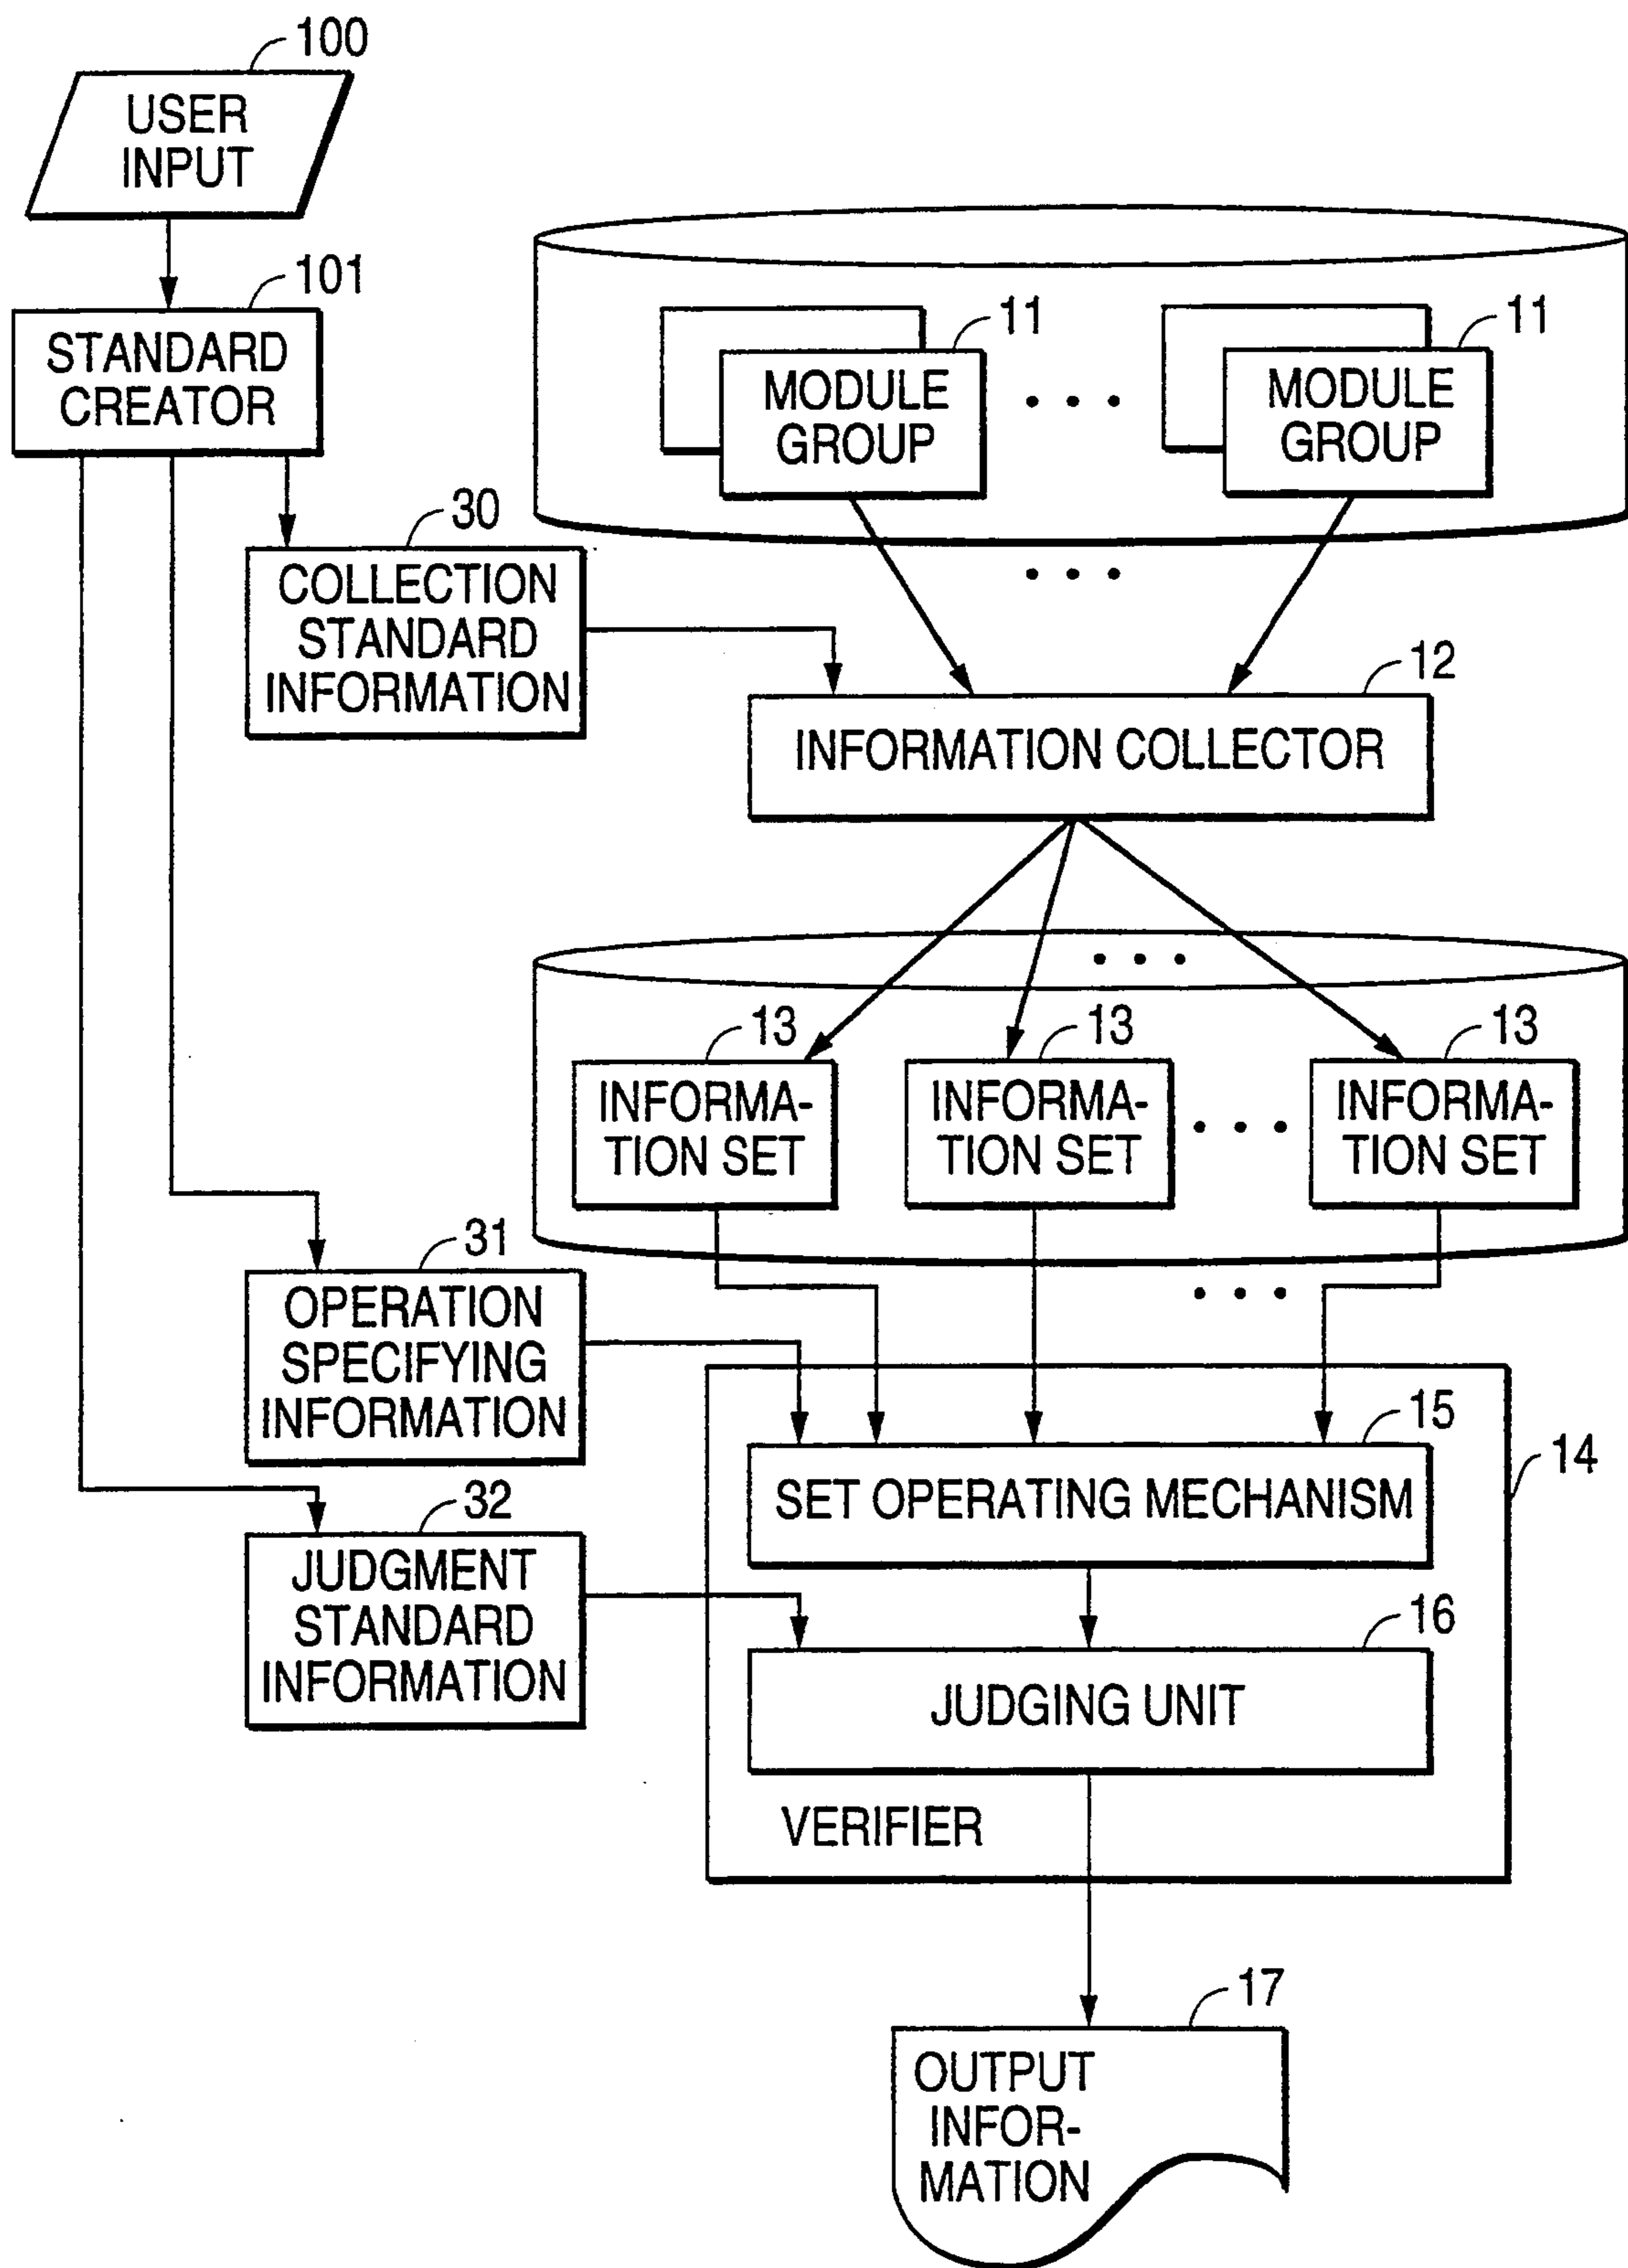 100
USER
INPUT
101
STANDARD
CREATOR
11
MODULE
GROUP
11
MODULE
GROUP
30
COLLECTION
STANDARD
INFORMATION
12
INFORMATION COLLECTOR
13
INFORMA-
TION SET
13
INFORMA-
TION SET
13
INFORMA-
TION SET
31
OPERATION
SPECIFYING
INFORMATION
15
SET OPERATING MECHANISM
14
32
JUDGMENT
STANDARD
INFORMATION
16
JUDGING UNIT
VERIFIER
17
OUTPUT
INFOR-
MATION